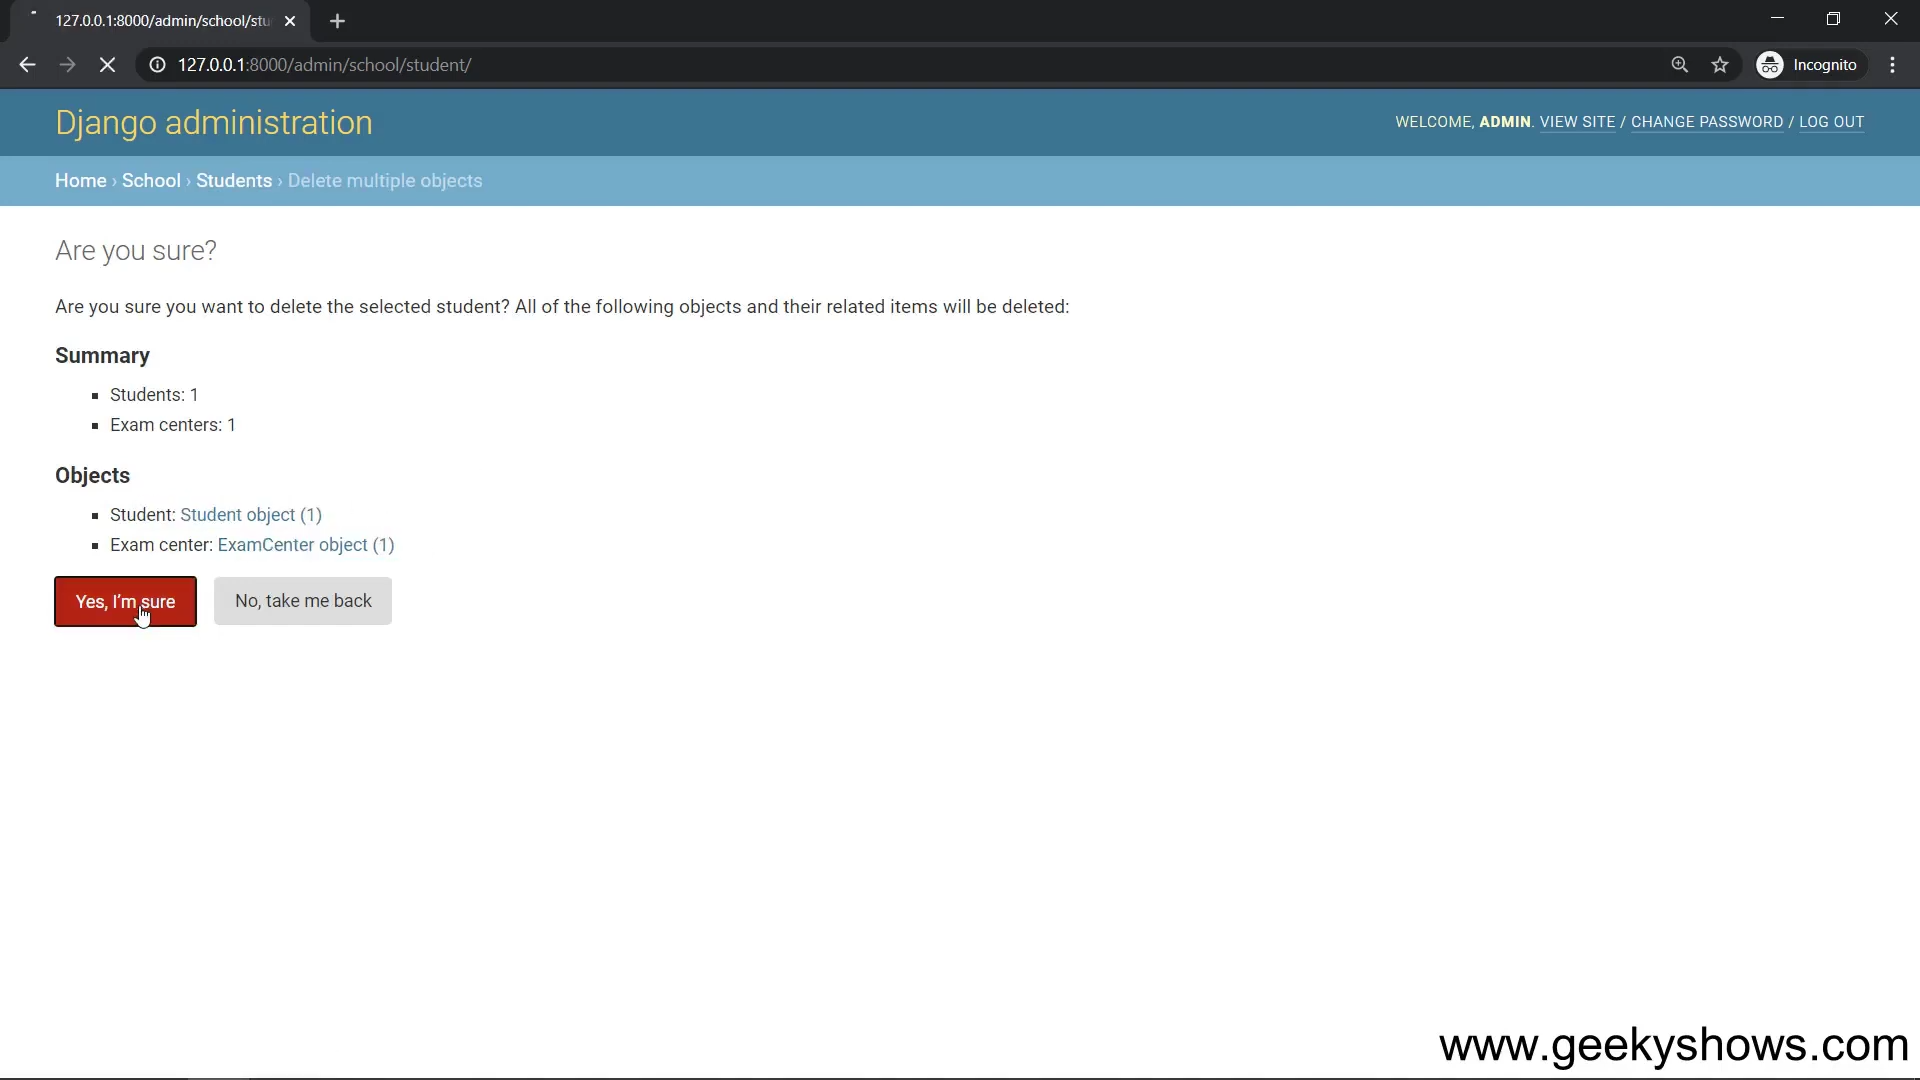 127.0.0.1:8000/admin/school/stu
127.0.0.1:8000/admin/school/student/
Incognito
Django administration
WELCOME, ADMIN. VIEW SITE / CHANGE PASSWORD / LOG OUT
Home › School › Students › Delete multiple objects
Are you sure?
Are you sure you want to delete the selected student? All of the following objects and their related items will be deleted:
Summary
Students: 1
Exam centers: 1
Objects
Student: Student object (1)
Exam center: ExamCenter object (1)
Yes, I’m sure
No, take me back
www.geekyshows.com